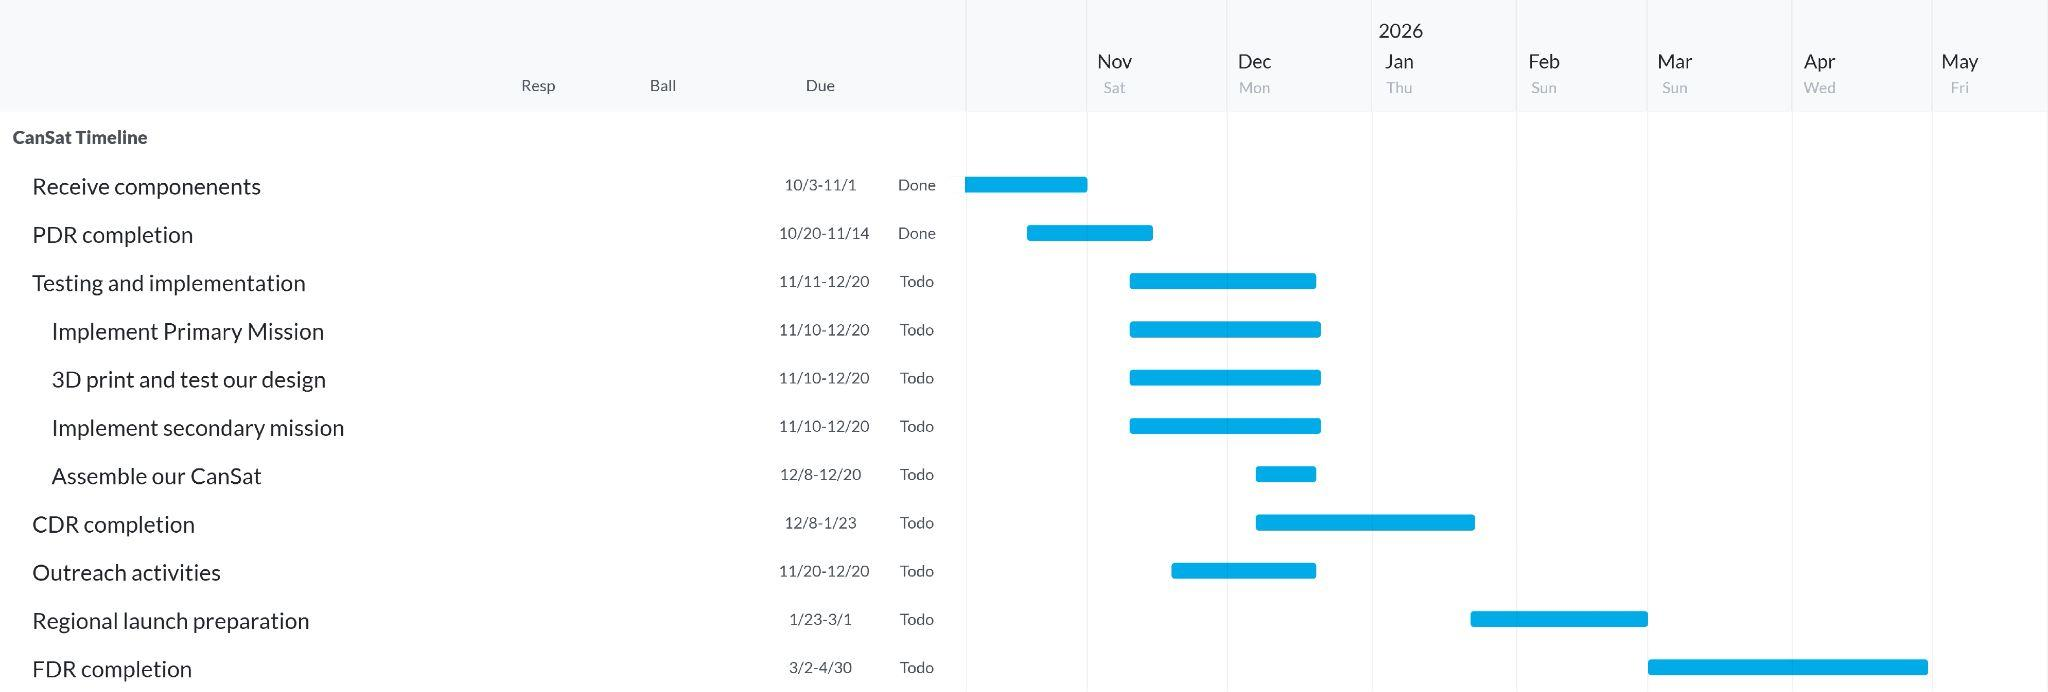 2026
Nov Dec Jan Feb Mar Apr May
Resp Ball Due Sat Mon Thu Sun Sun Wed Fri
CanSat Timeline
Receive componenents 10/3-11/1 Done
PDR completion 10/20-11/14 Done
Testing and implementation 11/11-12/20 Todo
Implement Primary Mission 11/10-12/20 Todo
3D print and test our design 11/10-12/20 Todo
Implement secondary mission 11/10-12/20 Todo
Assemble our CanSat 12/8-12/20 Todo
CDR completion 12/8-1/23 Todo
Outreach activities 11/20-12/20 Todo
Regional launch preparation 1/23-3/1 Todo
FDR completion 3/2-4/30 Todo